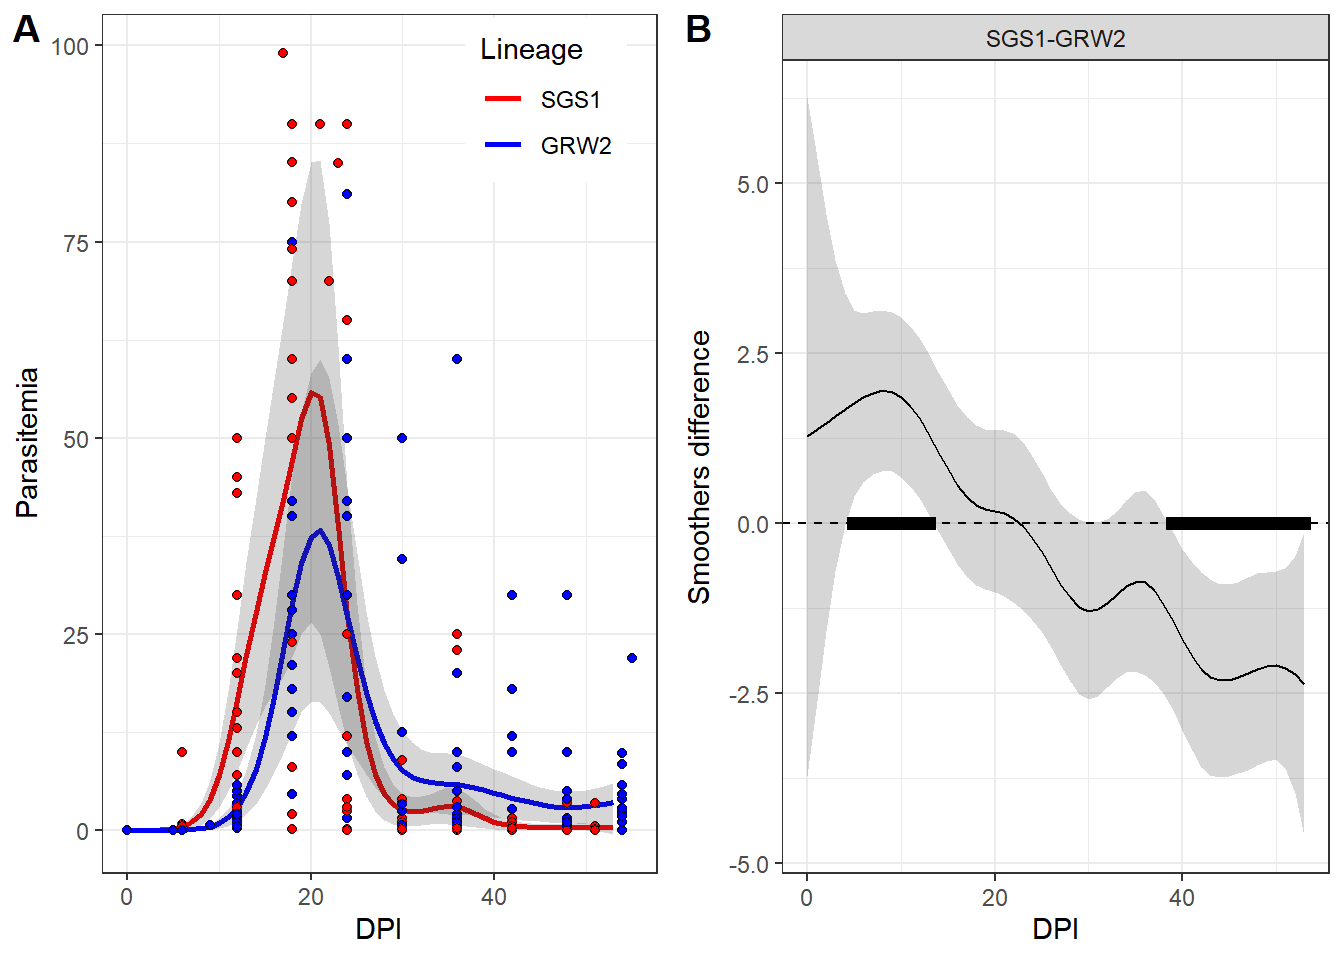 A
Lineage
SGS1
GRW2
100
75
50
25
0
Parasitemia
0 20 40
DPI
B
SGS1-GRW2
5.0
2.5
0.0
-2.5
-5.0
Smoothers difference
0 20 40
DPI